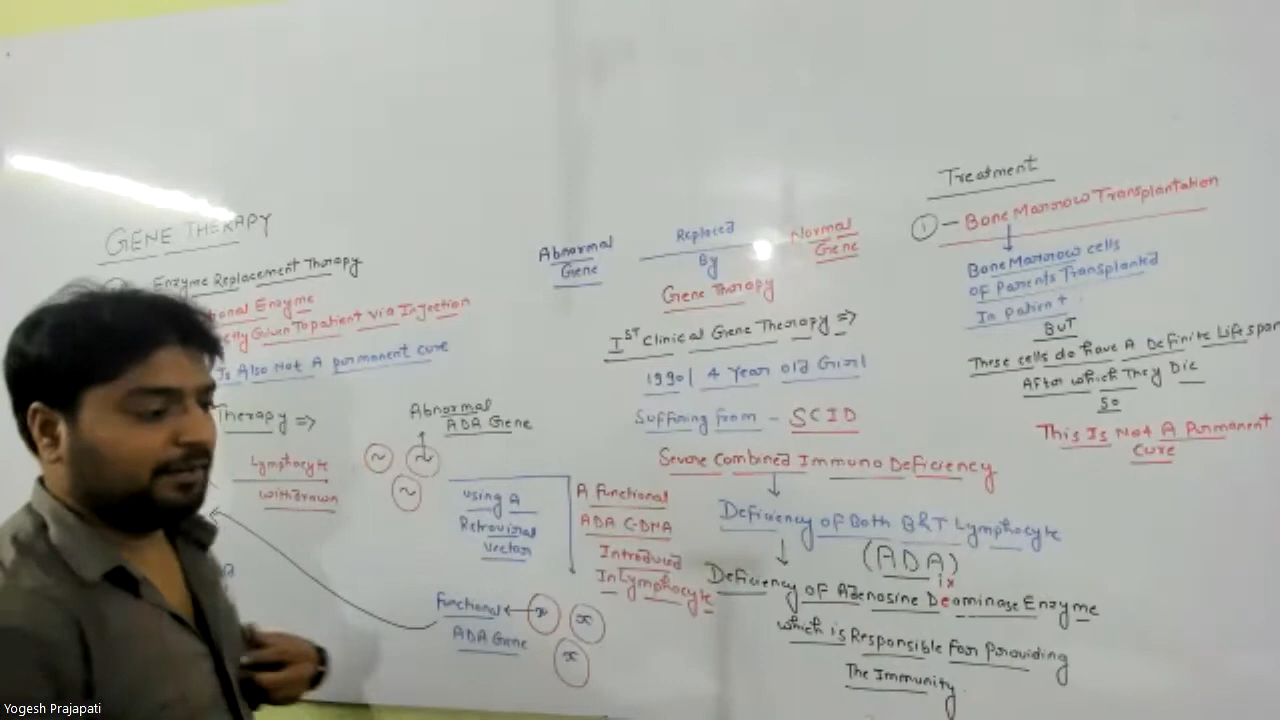 GENE THERAPY
Enzyme Replacement Therapy
Enzyme
Given To patient via Injection
Is Also Not A permanent cure
Therapy =>
Lymphocyte
withdrawn
Abnormal
ADA Gene
using A
Retroviral
Vector
A Functional
ADA C-DNA
Introduced
In Lymphocyte
Functional
ADA Gene
Abnormal
Gene
Replaced
By
Gene Therapy
Normal
Gene
Ist Clinical Gene Therapy =>
1990 | 4 Year old Girl
Suffering from - SCID
Severe Combined Immuno Deficiency
Deficiency of Both B&T Lymphocyte
(ADA)
Deficiency of Adenosine Deaminase Enzyme
which is Responsible For Providing
The Immunity.
Treatment
① - Bone Marrow Transplantation
Bone Marrow cells
of Parents Transplanted
In patient.
BuT
These cells do have A Definite Life span
After which They Die
So
This Is Not A Permanent
Cure
Yogesh Prajapati